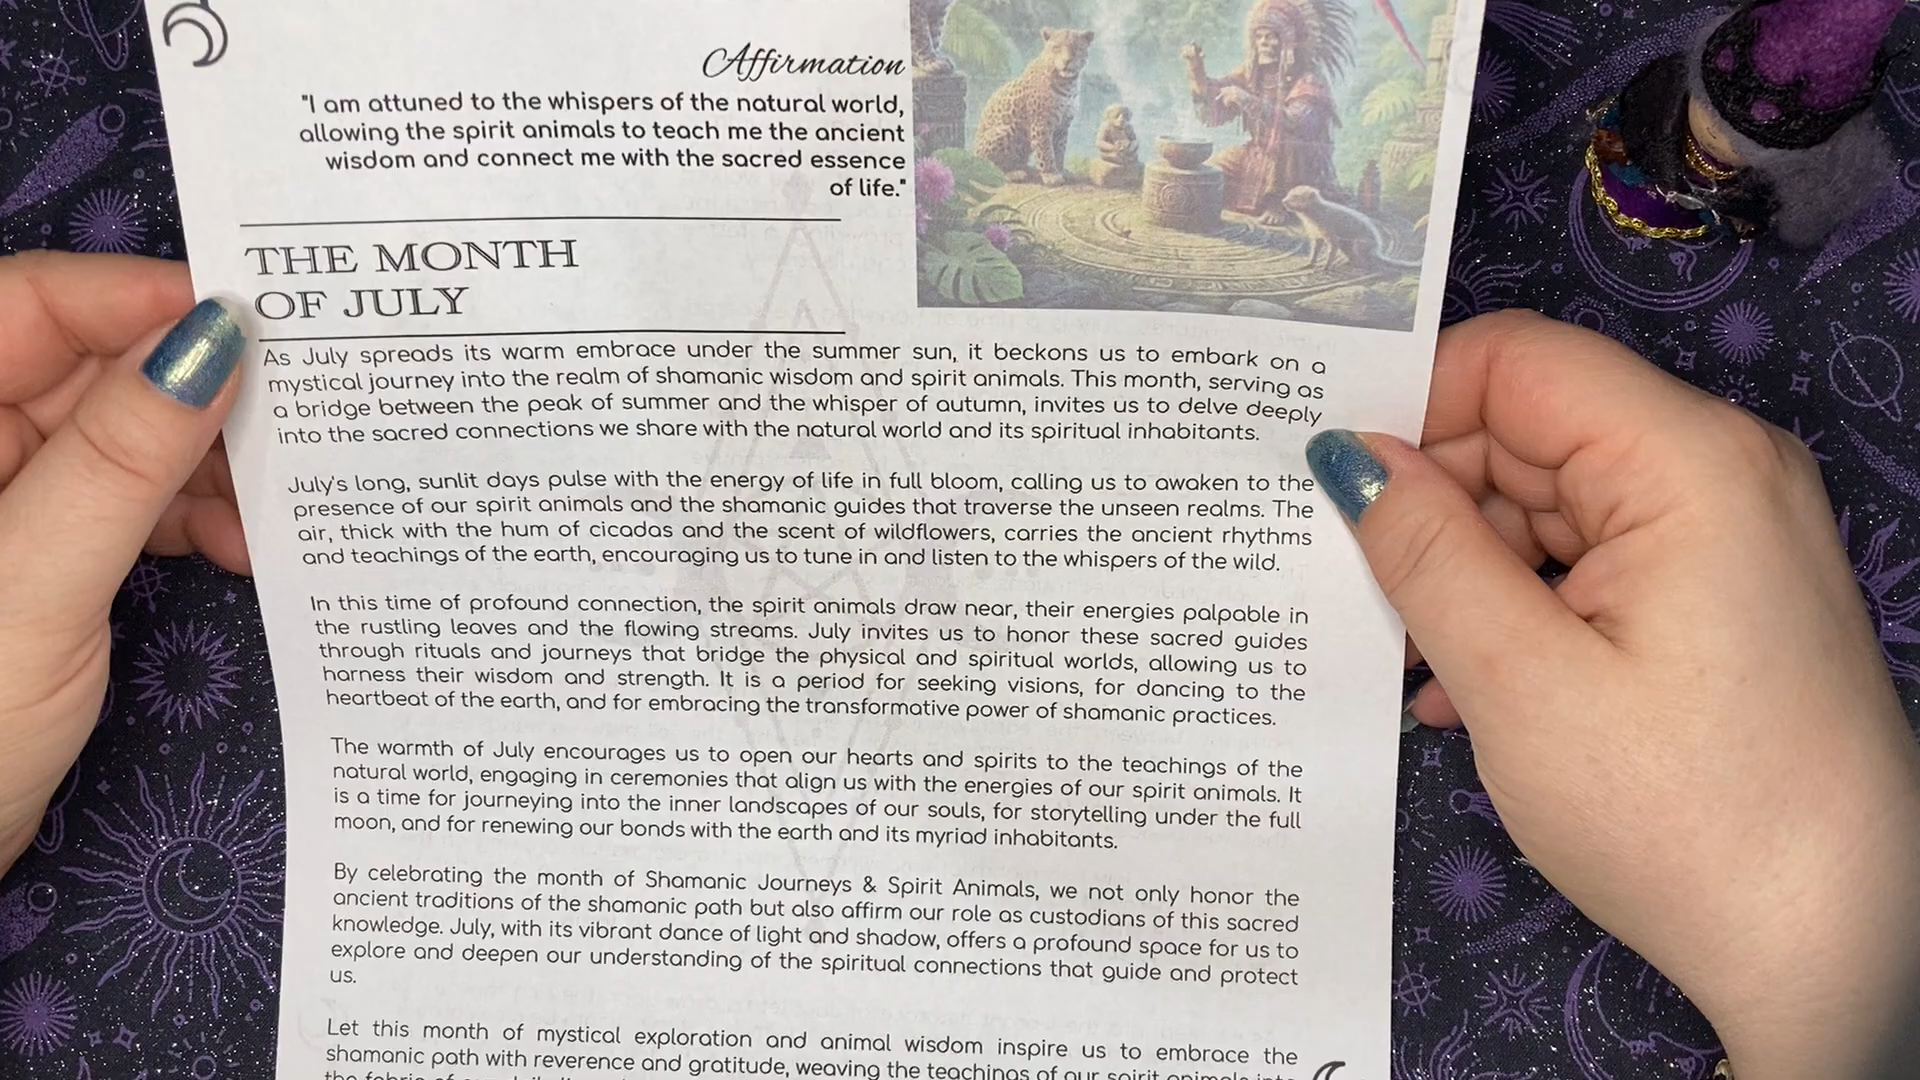 Affirmation
"I am attuned to the whispers of the natural world,
allowing the spirit animals to teach me the ancient
wisdom and connect me with the sacred essence
of life."
THE MONTH
OF JULY
As July spreads its warm embrace under the summer sun, it beckons us to embark on a
mystical journey into the realm of shamanic wisdom and spirit animals. This month, serving as
a bridge between the peak of summer and the whisper of autumn, invites us to delve deeply
into the sacred connections we share with the natural world and its spiritual inhabitants.
July's long, sunlit days pulse with the energy of life in full bloom, calling us to awaken to the
presence of our spirit animals and the shamanic guides that traverse the unseen realms. The
air, thick with the hum of cicadas and the scent of wildflowers, carries the ancient rhythms
and teachings of the earth, encouraging us to tune in and listen to the whispers of the wild.
In this time of profound connection, the spirit animals draw near, their energies palpable in
the rustling leaves and the flowing streams. July invites us to honor these sacred guides
through rituals and journeys that bridge the physical and spiritual worlds, allowing us to
harness their wisdom and strength. It is a period for seeking visions, for dancing to the
heartbeat of the earth, and for embracing the transformative power of shamanic practices.
The warmth of July encourages us to open our hearts and spirits to the teachings of the
natural world, engaging in ceremonies that align us with the energies of our spirit animals. It
is a time for journeying into the inner landscapes of our souls, for storytelling under the full
moon, and for renewing our bonds with the earth and its myriad inhabitants.
By celebrating the month of Shamanic Journeys & Spirit Animals, we not only honor the
ancient traditions of the shamanic path but also affirm our role as custodians of this sacred
knowledge. July, with its vibrant dance of light and shadow, offers a profound space for us to
explore and deepen our understanding of the spiritual connections that guide and protect
us.
Let this month of mystical exploration and animal wisdom inspire us to embrace the
shamanic path with reverence and gratitude, weaving the teachings of our spirit animals into